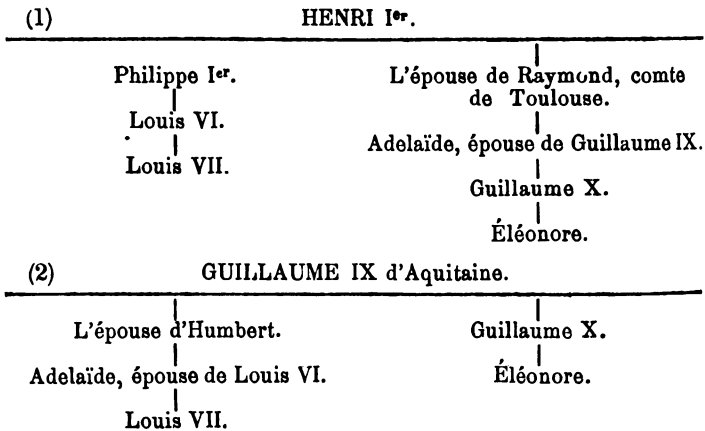 (1) HENRI Iᵉʳ.
Philippe Iᵉʳ.
Louis VI.
Louis VII.
L'épouse de Raymond, comte
de Toulouse.
Adelaïde, épouse de Guillaume IX.
Guillaume X.
Éléonore.
(2) GUILLAUME IX d'Aquitaine.
L'épouse d'Humbert.
Adelaïde, épouse de Louis VI.
Louis VII.
Guillaume X.
Éléonore.